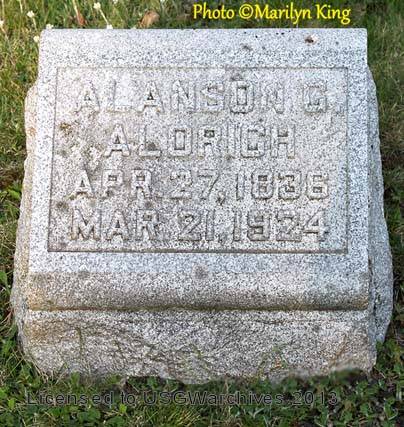 Photo ©Marilyn King
ALANSON G.
ALDRICH
APR. 27, 1836
MAR. 21, 1924
Licensed to USGWarchives 2013